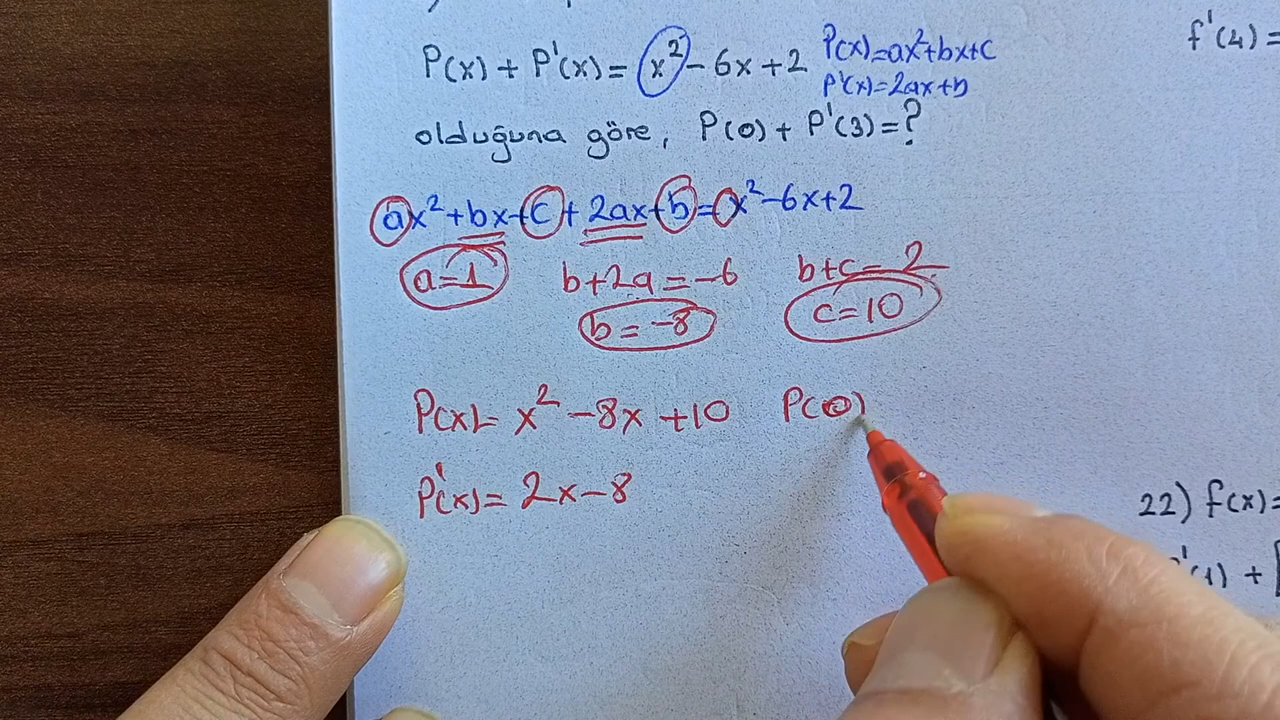 P(x) + P'(x) = x² - 6x + 2 P(x)=ax²+bx+c
P'(x)=2ax+b
olduğuna göre, P(0) + P'(3) = ?
ax² + bx + c + 2ax + b = x² - 6x + 2
a = 1 b + 2a = -6 b + c = 2
b = -8 c = 10
P(x) = x² - 8x + 10 P(0)
P'(x) = 2x - 8
f'(4) =
22) f(x) =
'(1) +